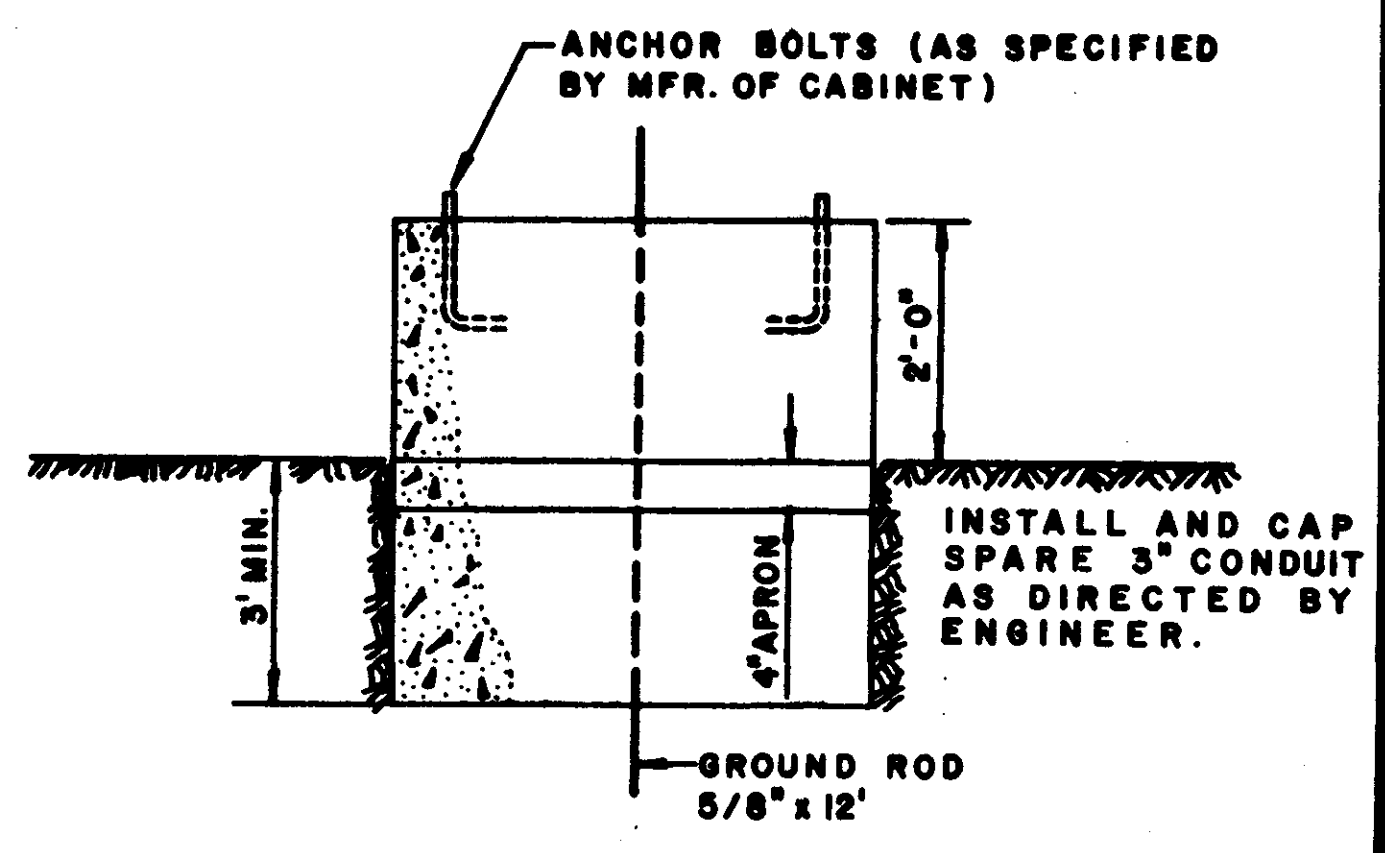 ANCHOR BOLTS (AS SPECIFIED
BY MFR. OF CABINET)
2'-0"
3' MIN.
4" APRON
INSTALL AND CAP
SPARE 3" CONDUIT
AS DIRECTED BY
ENGINEER.
GROUND ROD
5/8" x 12'